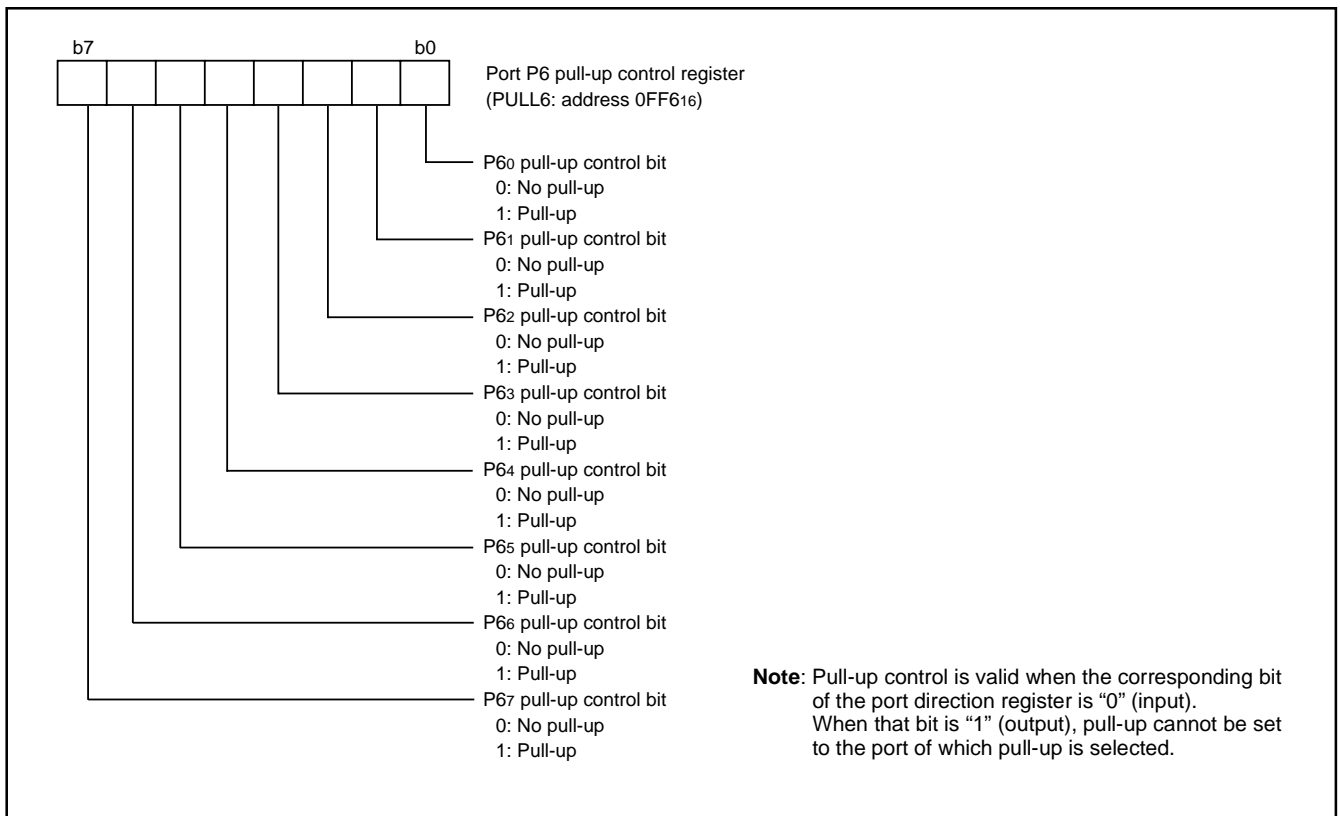 b7 b0
Port P6 pull-up control register
(PULL6: address 0FF616)
P60 pull-up control bit
0: No pull-up
1: Pull-up
P61 pull-up control bit
0: No pull-up
1: Pull-up
P62 pull-up control bit
0: No pull-up
1: Pull-up
P63 pull-up control bit
0: No pull-up
1: Pull-up
P64 pull-up control bit
0: No pull-up
1: Pull-up
P65 pull-up control bit
0: No pull-up
1: Pull-up
P66 pull-up control bit
0: No pull-up
1: Pull-up
P67 pull-up control bit
0: No pull-up
1: Pull-up
Note: Pull-up control is valid when the corresponding bit
of the port direction register is “0” (input).
When that bit is “1” (output), pull-up cannot be set
to the port of which pull-up is selected.